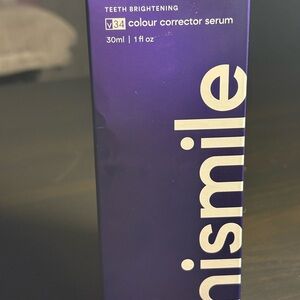 TEETH BRIGHTENING
v34 colour corrector serum
30ml | 1 fl oz
hismile